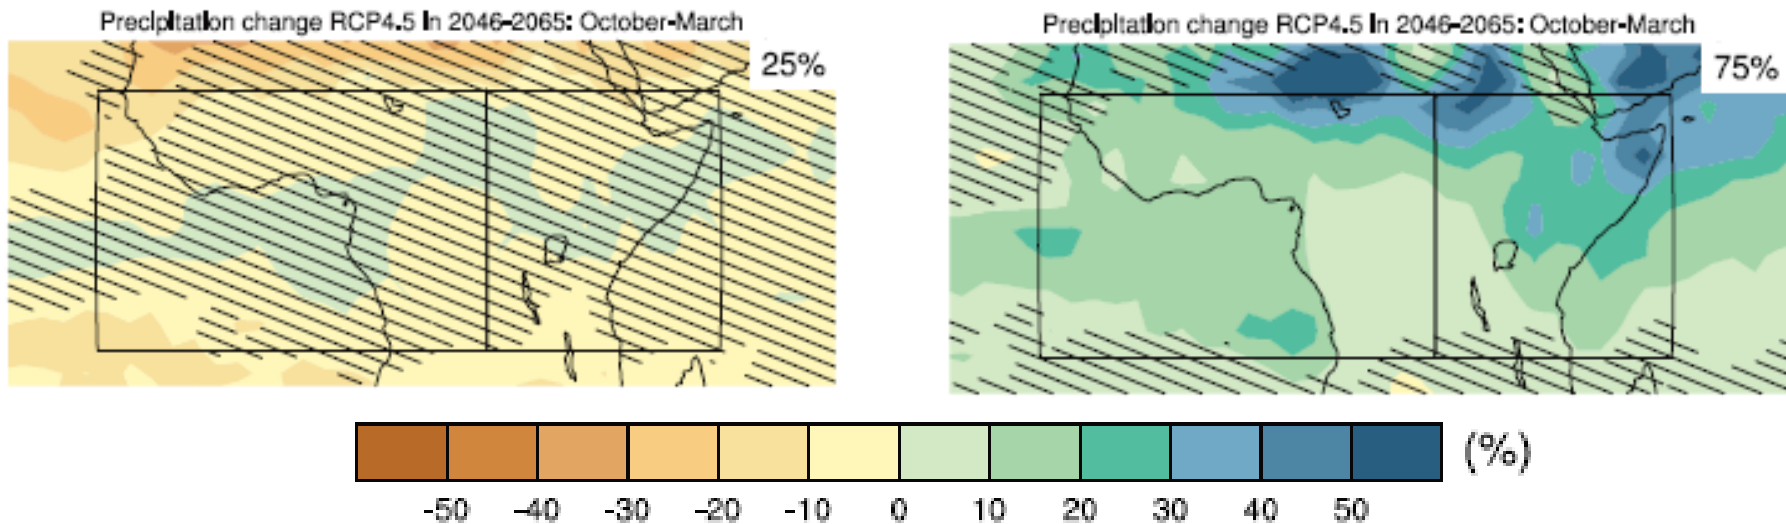 Precipitation change RCP4.5 in 2046-2065: October-March
25%
Precipitation change RCP4.5 in 2046-2065: October-March
75%
-50 -40 -30 -20 -10 0 10 20 30 40 50
(%)